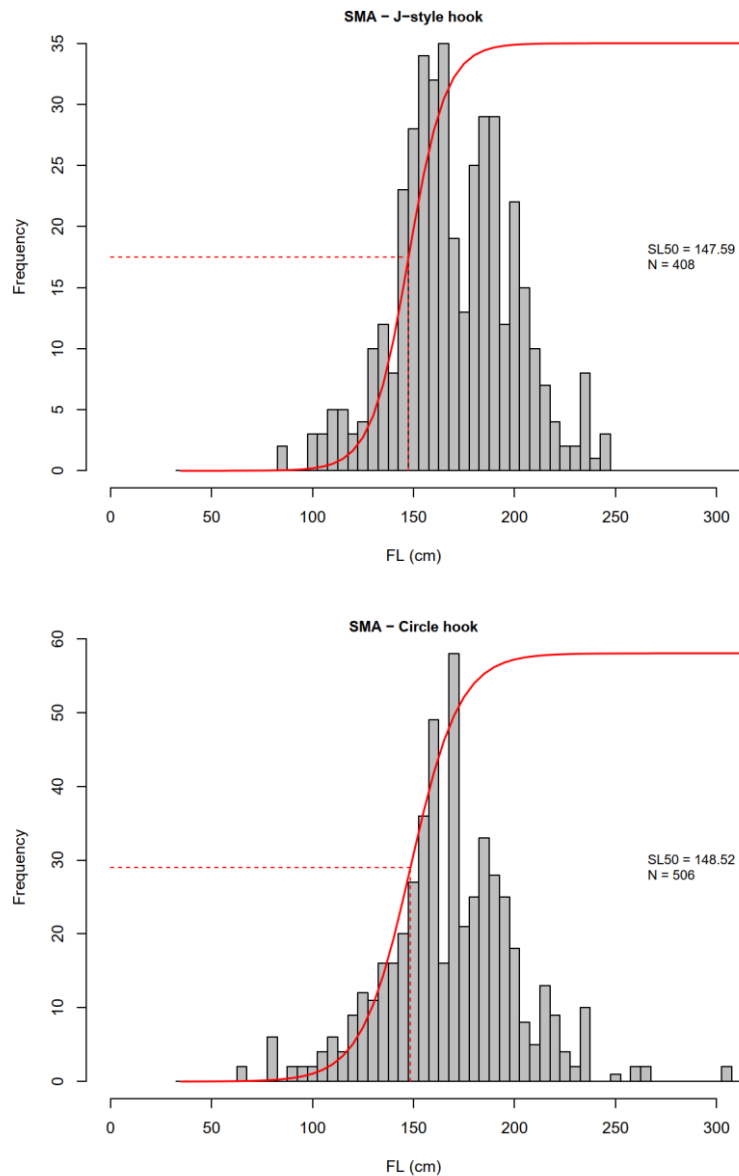 SMA − J−style hook
35
30
25
20
15
10
5
0
Frequency
SL50 = 147.59
N = 408
0 50 100 150 200 250 300
FL (cm)
SMA − Circle hook
60
50
40
30
20
10
0
Frequency
SL50 = 148.52
N = 506
0 50 100 150 200 250 300
FL (cm)